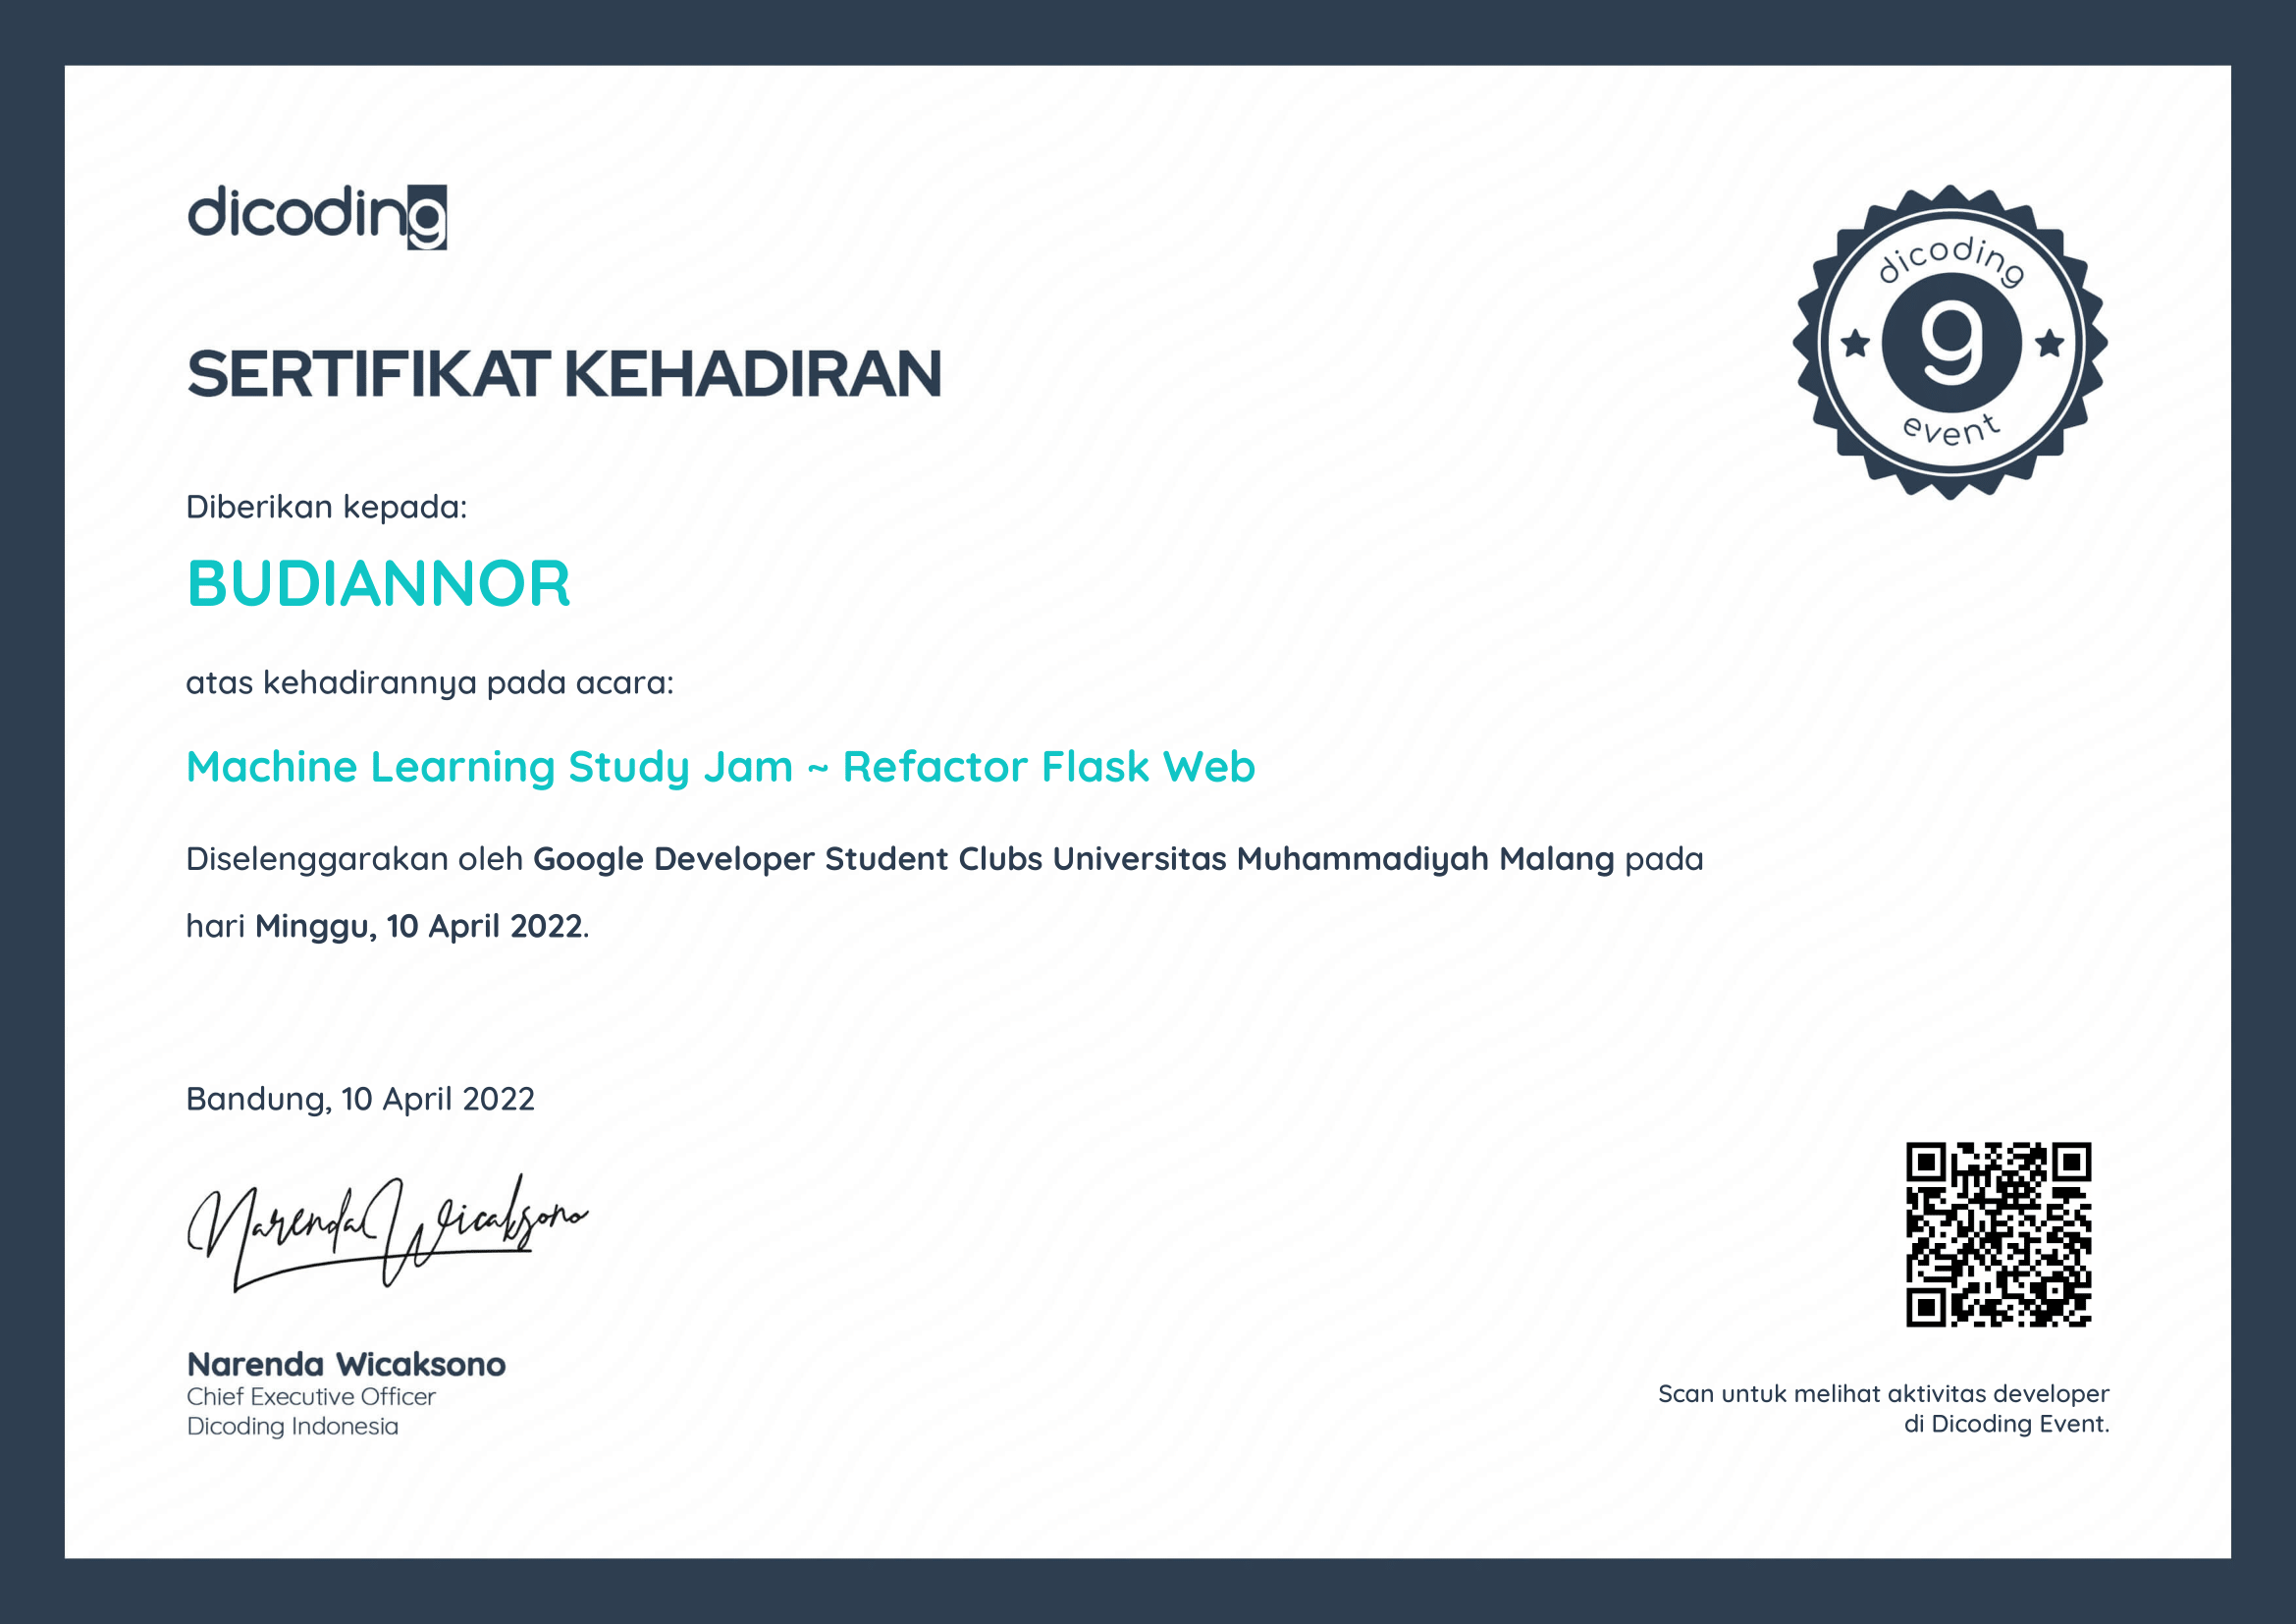 dicoding
SERTIFIKAT KEHADIRAN
dicoding
g
event
Diberikan kepada:
BUDIANNOR
atas kehadirannya pada acara:
Machine Learning Study Jam ~ Refactor Flask Web
Diselenggarakan oleh Google Developer Student Clubs Universitas Muhammadiyah Malang pada
hari Minggu, 10 April 2022.
Bandung, 10 April 2022
Narenda Wicaksono
Narenda Wicaksono
Chief Executive Officer
Dicoding Indonesia
Scan untuk melihat aktivitas developer
di Dicoding Event.